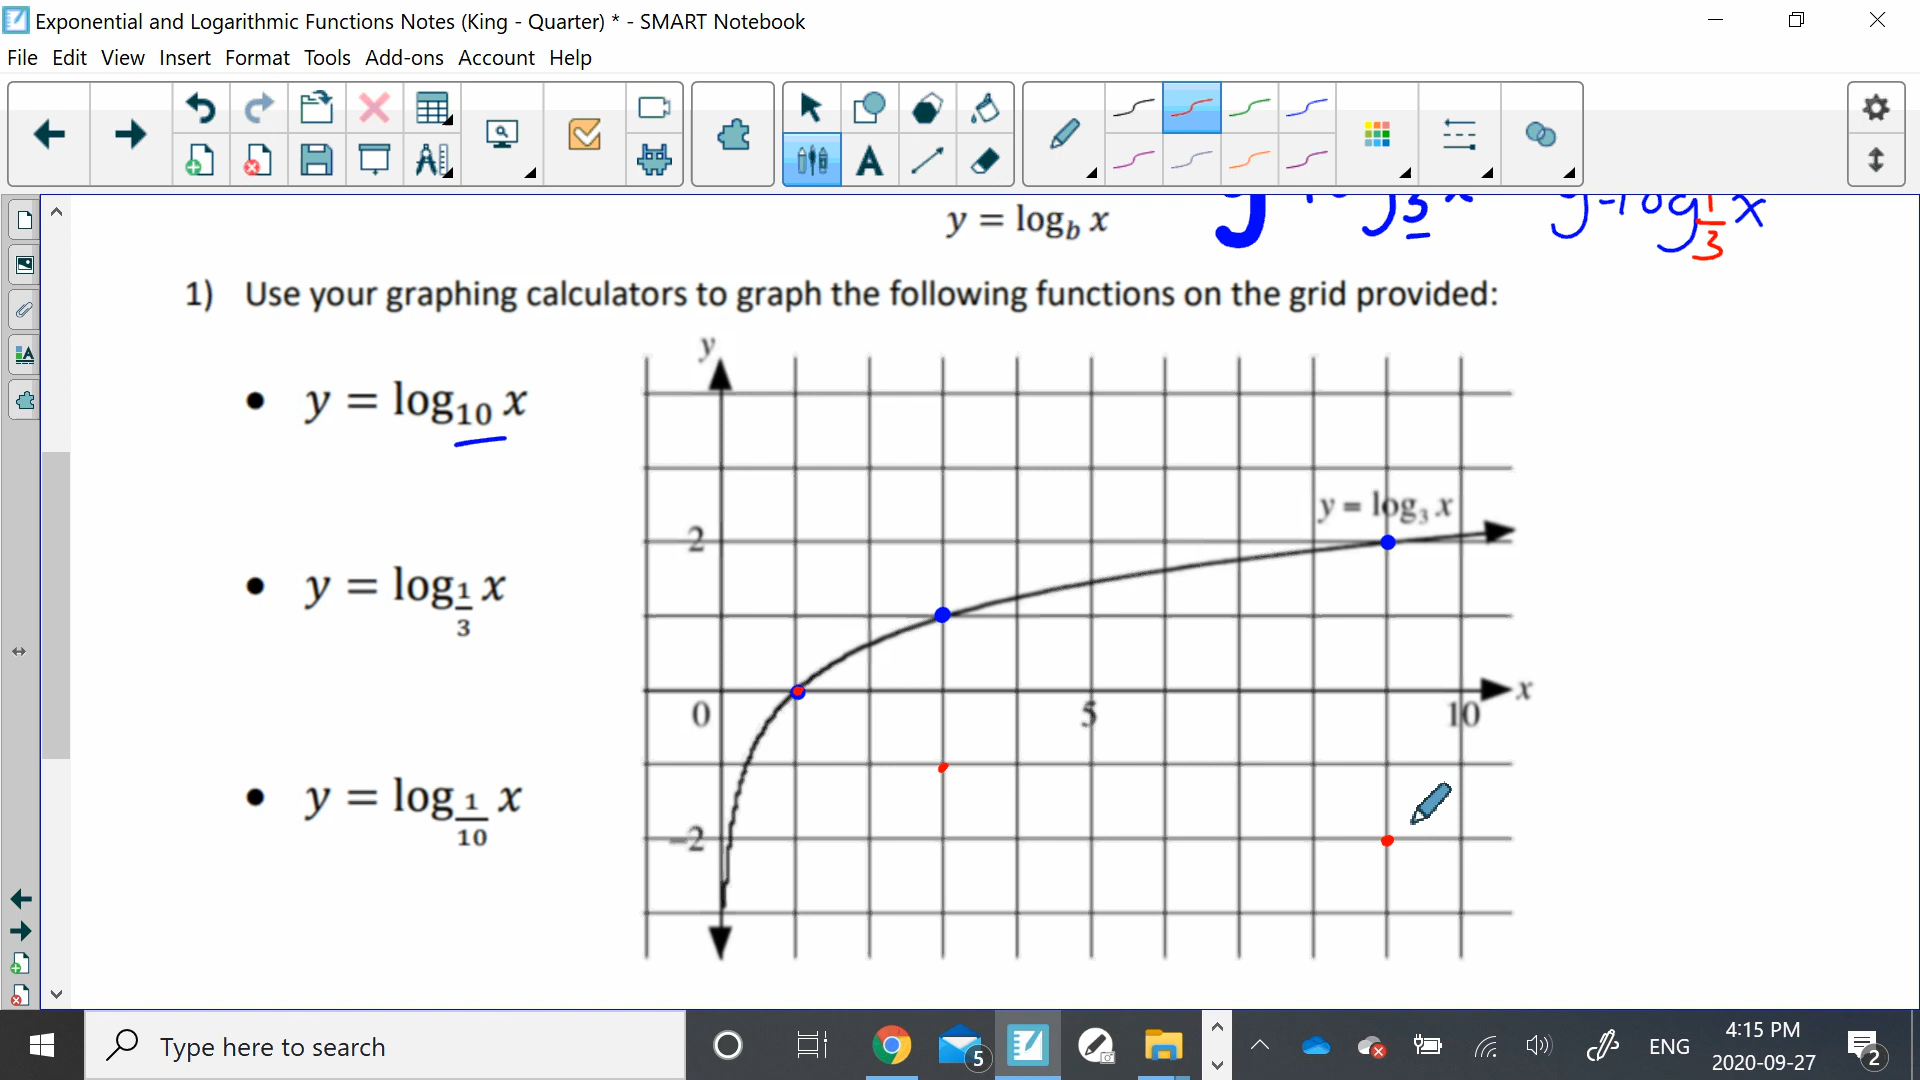 Exponential and Logarithmic Functions Notes (King - Quarter) * - SMART Notebook
File Edit View Insert Format Tools Add-ons Account Help
y = log_b x
y=log_{1/3} x
1) Use your graphing calculators to graph the following functions on the grid provided:
• y = log₁₀ x
• y = log_{1/3} x
• y = log_{1/10} x
y
2
y = log₃ x
0
5
10
x
−2
Type here to search
5
ENG
4:15 PM
2020-09-27
2